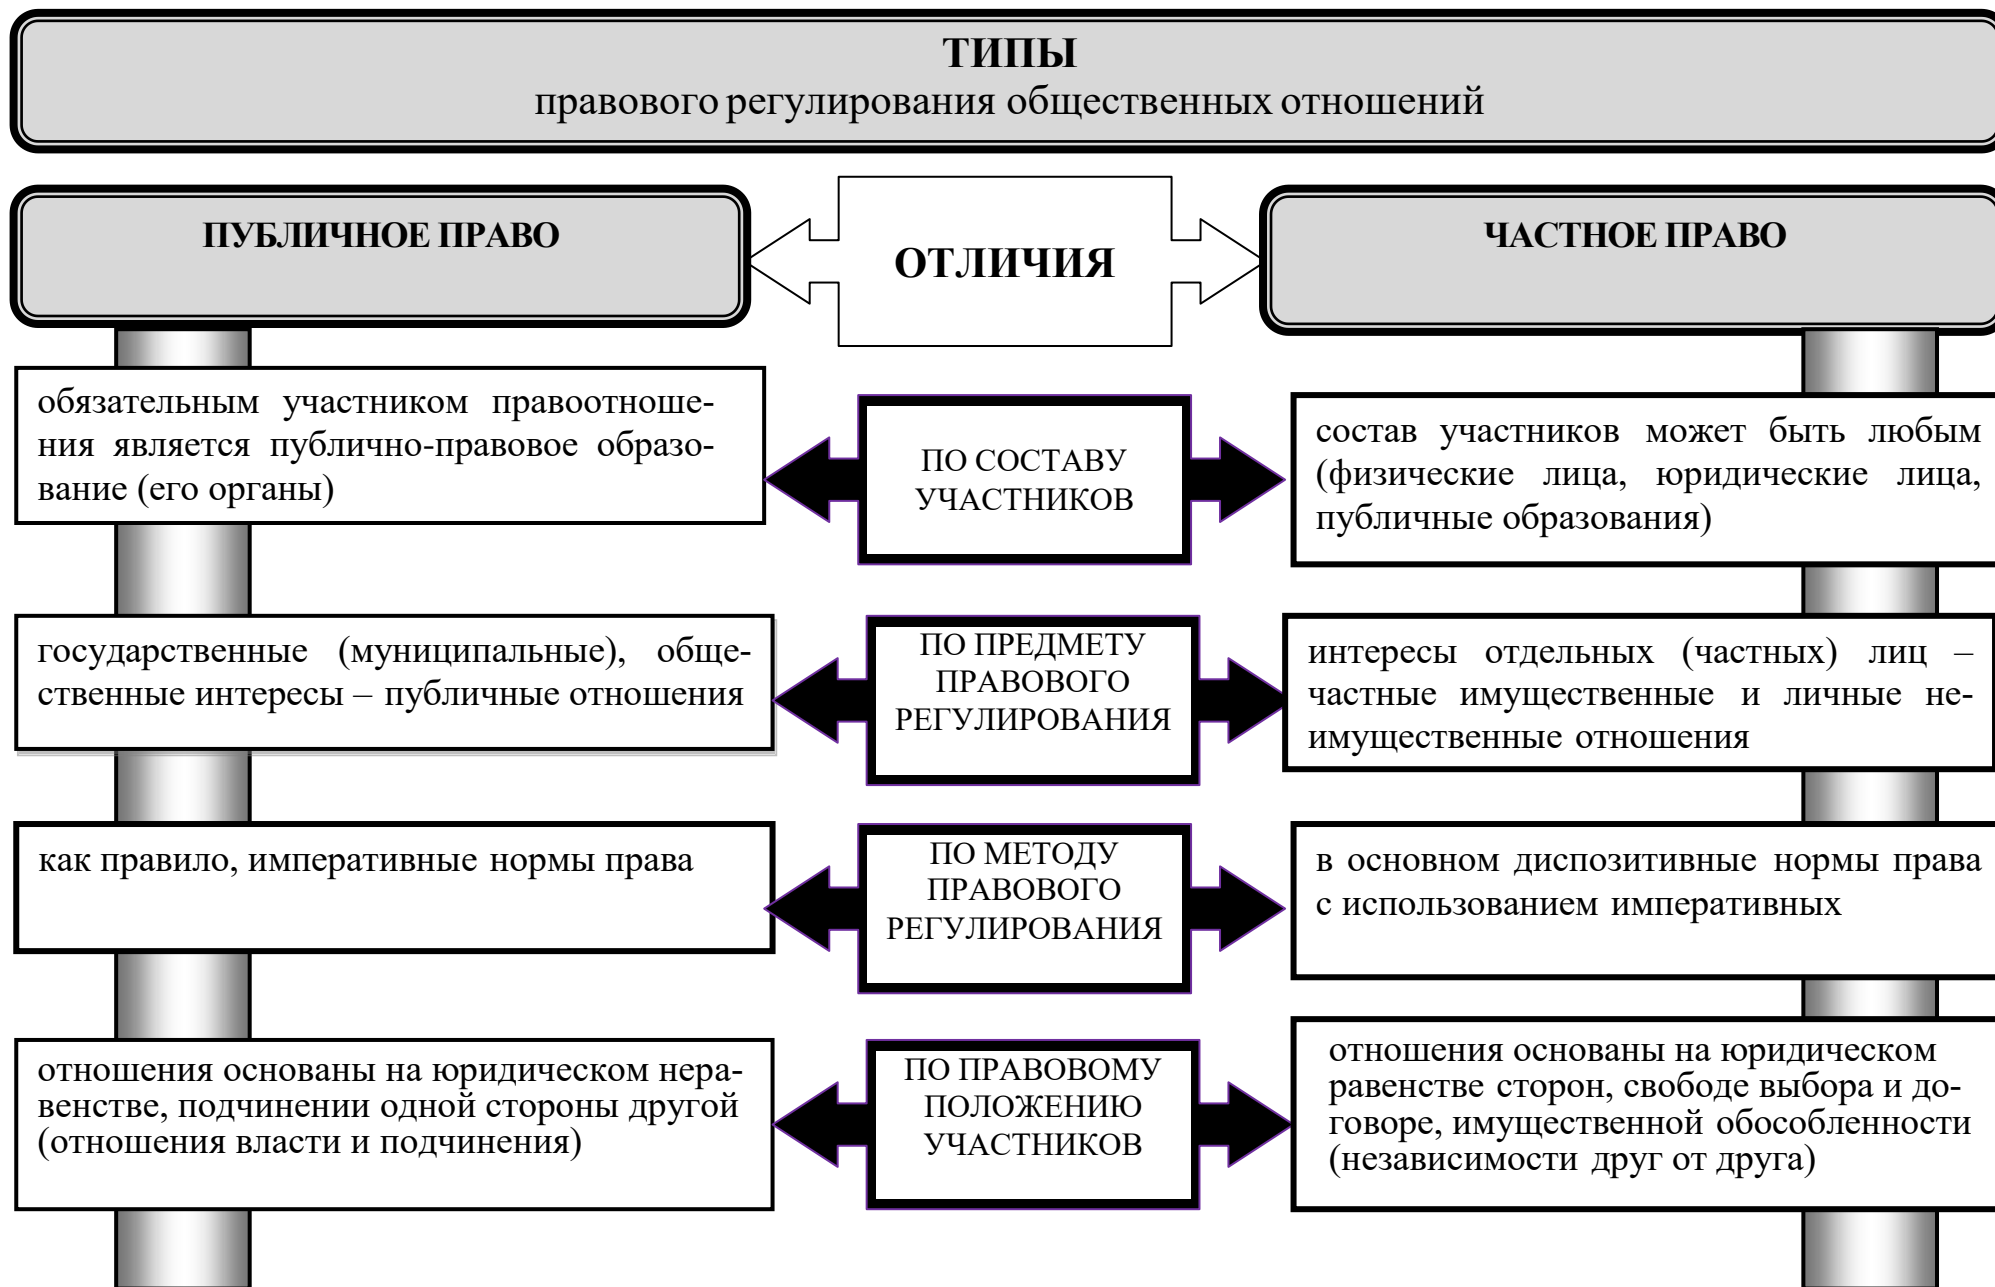 ТИПЫ
правового регулирования общественных отношений
ПУБЛИЧНОЕ ПРАВО
ОТЛИЧИЯ
ЧАСТНОЕ ПРАВО
обязательным участником правоотноше-
ния является публично-правовое образо-
вание (его органы)
ПО СОСТАВУ
УЧАСТНИКОВ
состав участников может быть любым
(физические лица, юридические лица,
публичные образования)
государственные (муниципальные), обще-
ственные интересы – публичные отношения
ПО ПРЕДМЕТУ
ПРАВОВОГО
РЕГУЛИРОВАНИЯ
интересы отдельных (частных) лиц –
частные имущественные и личные не-
имущественные отношения
как правило, императивные нормы права
ПО МЕТОДУ
ПРАВОВОГО
РЕГУЛИРОВАНИЯ
в основном диспозитивные нормы права
с использованием императивных
отношения основаны на юридическом нера-
венстве, подчинении одной стороны другой
(отношения власти и подчинения)
ПО ПРАВОВОМУ
ПОЛОЖЕНИЮ
УЧАСТНИКОВ
отношения основаны на юридическом
равенстве сторон, свободе выбора и до-
говоре, имущественной обособленности
(независимости друг от друга)